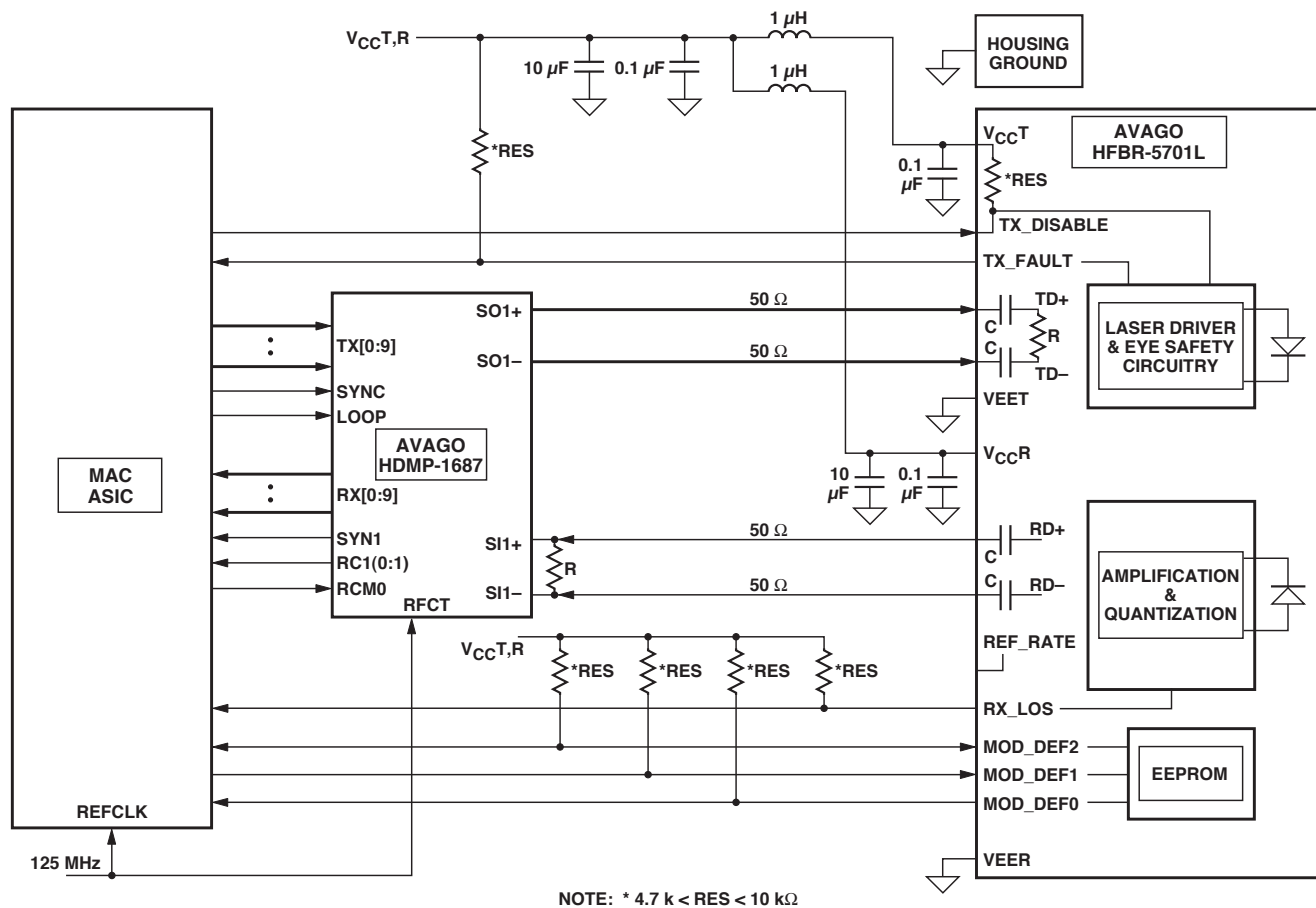 1 µH
V_CC T,R
10 µF
0.1 µF
1 µH
HOUSING
GROUND
*RES
V_CC T
AVAGO
HFBR-5701L
0.1
µF
*RES
TX_DISABLE
TX_FAULT
SO1+
50 Ω
TD+
C
R
LASER DRIVER
& EYE SAFETY
CIRCUITRY
TX[0:9]
SO1–
50 Ω
C
TD–
SYNC
LOOP
VEET
AVAGO
HDMP-1687
V_CC R
MAC
ASIC
10
µF
0.1
µF
RX[0:9]
SYN1
SI1+
50 Ω
C
RD+
RC1(0:1)
R
RCM0
SI1–
50 Ω
C
RD–
AMPLIFICATION
&
QUANTIZATION
RFCT
V_CC T,R
REF_RATE
*RES
*RES
*RES
*RES
RX_LOS
MOD_DEF2
MOD_DEF1
MOD_DEF0
EEPROM
REFCLK
125 MHz
VEER
NOTE: * 4.7 k < RES < 10 kΩ